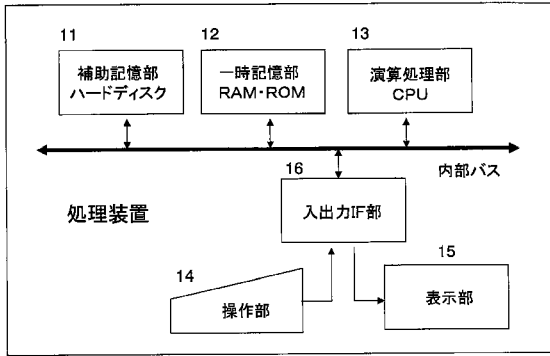 11
補助記憶部
ハードディスク
12
一時記憶部
RAM・ROM
13
演算処理部
CPU
内部バス
処理装置
16
入出力IF部
14
操作部
15
表示部